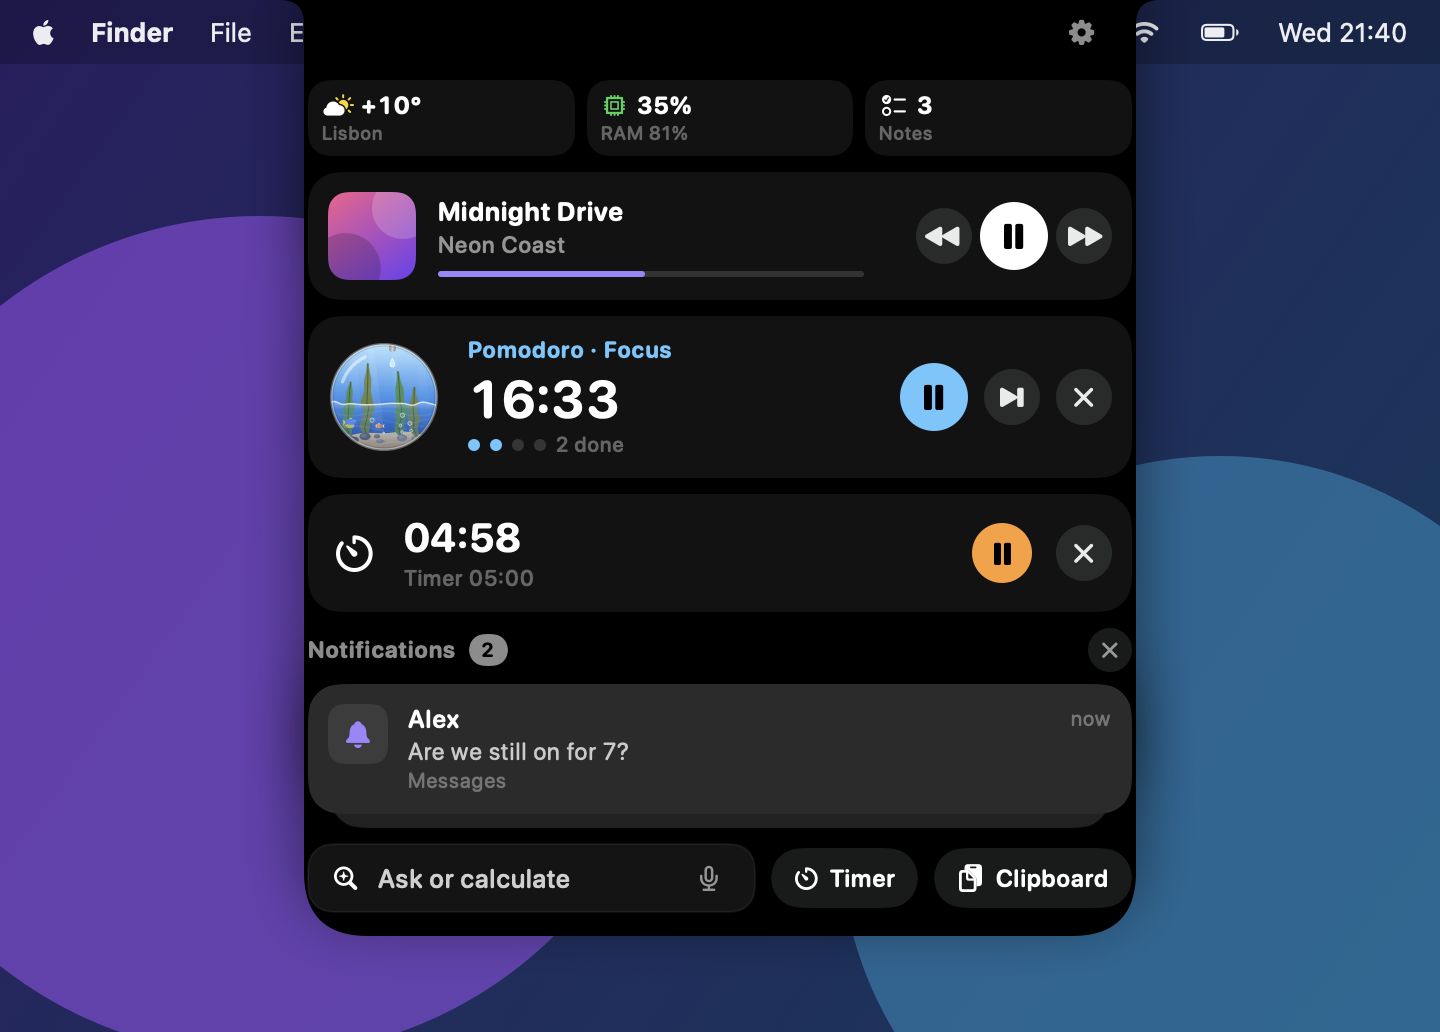 Finder File E
Wed 21:40
+10°
Lisbon
35%
RAM 81%
3
Notes
Midnight Drive
Neon Coast
Pomodoro · Focus
16:33
2 done
04:58
Timer 05:00
Notifications 2
Alex
now
Are we still on for 7?
Messages
Ask or calculate
Timer
Clipboard